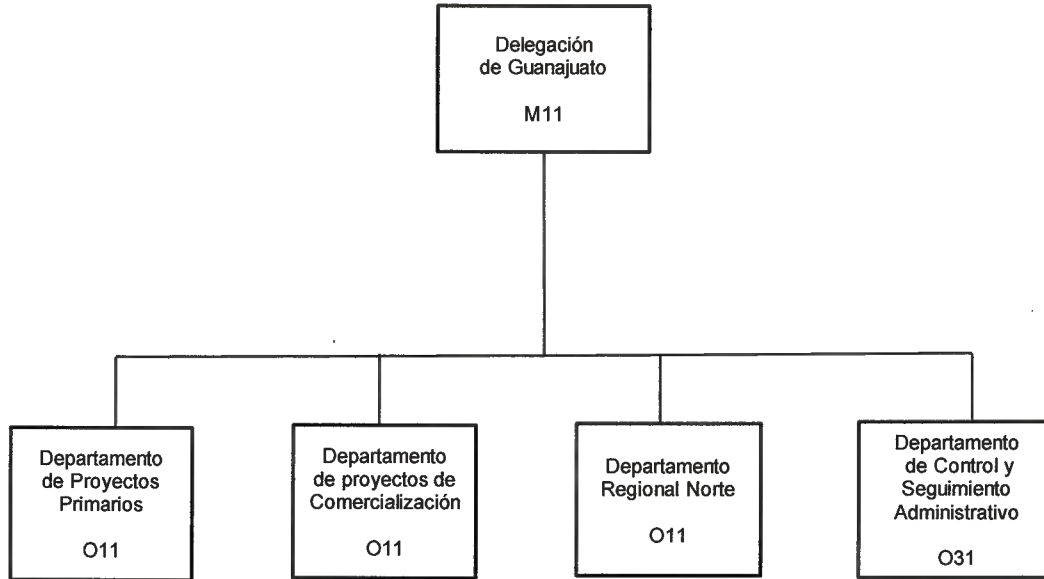 Delegación
de Guanajuato
M11
Departamento
de Proyectos
Primarios
O11
Departamento
de proyectos de
Comercialización
O11
Departamento
Regional Norte
O11
Departamento
de Control y
Seguimiento
Administrativo
O31